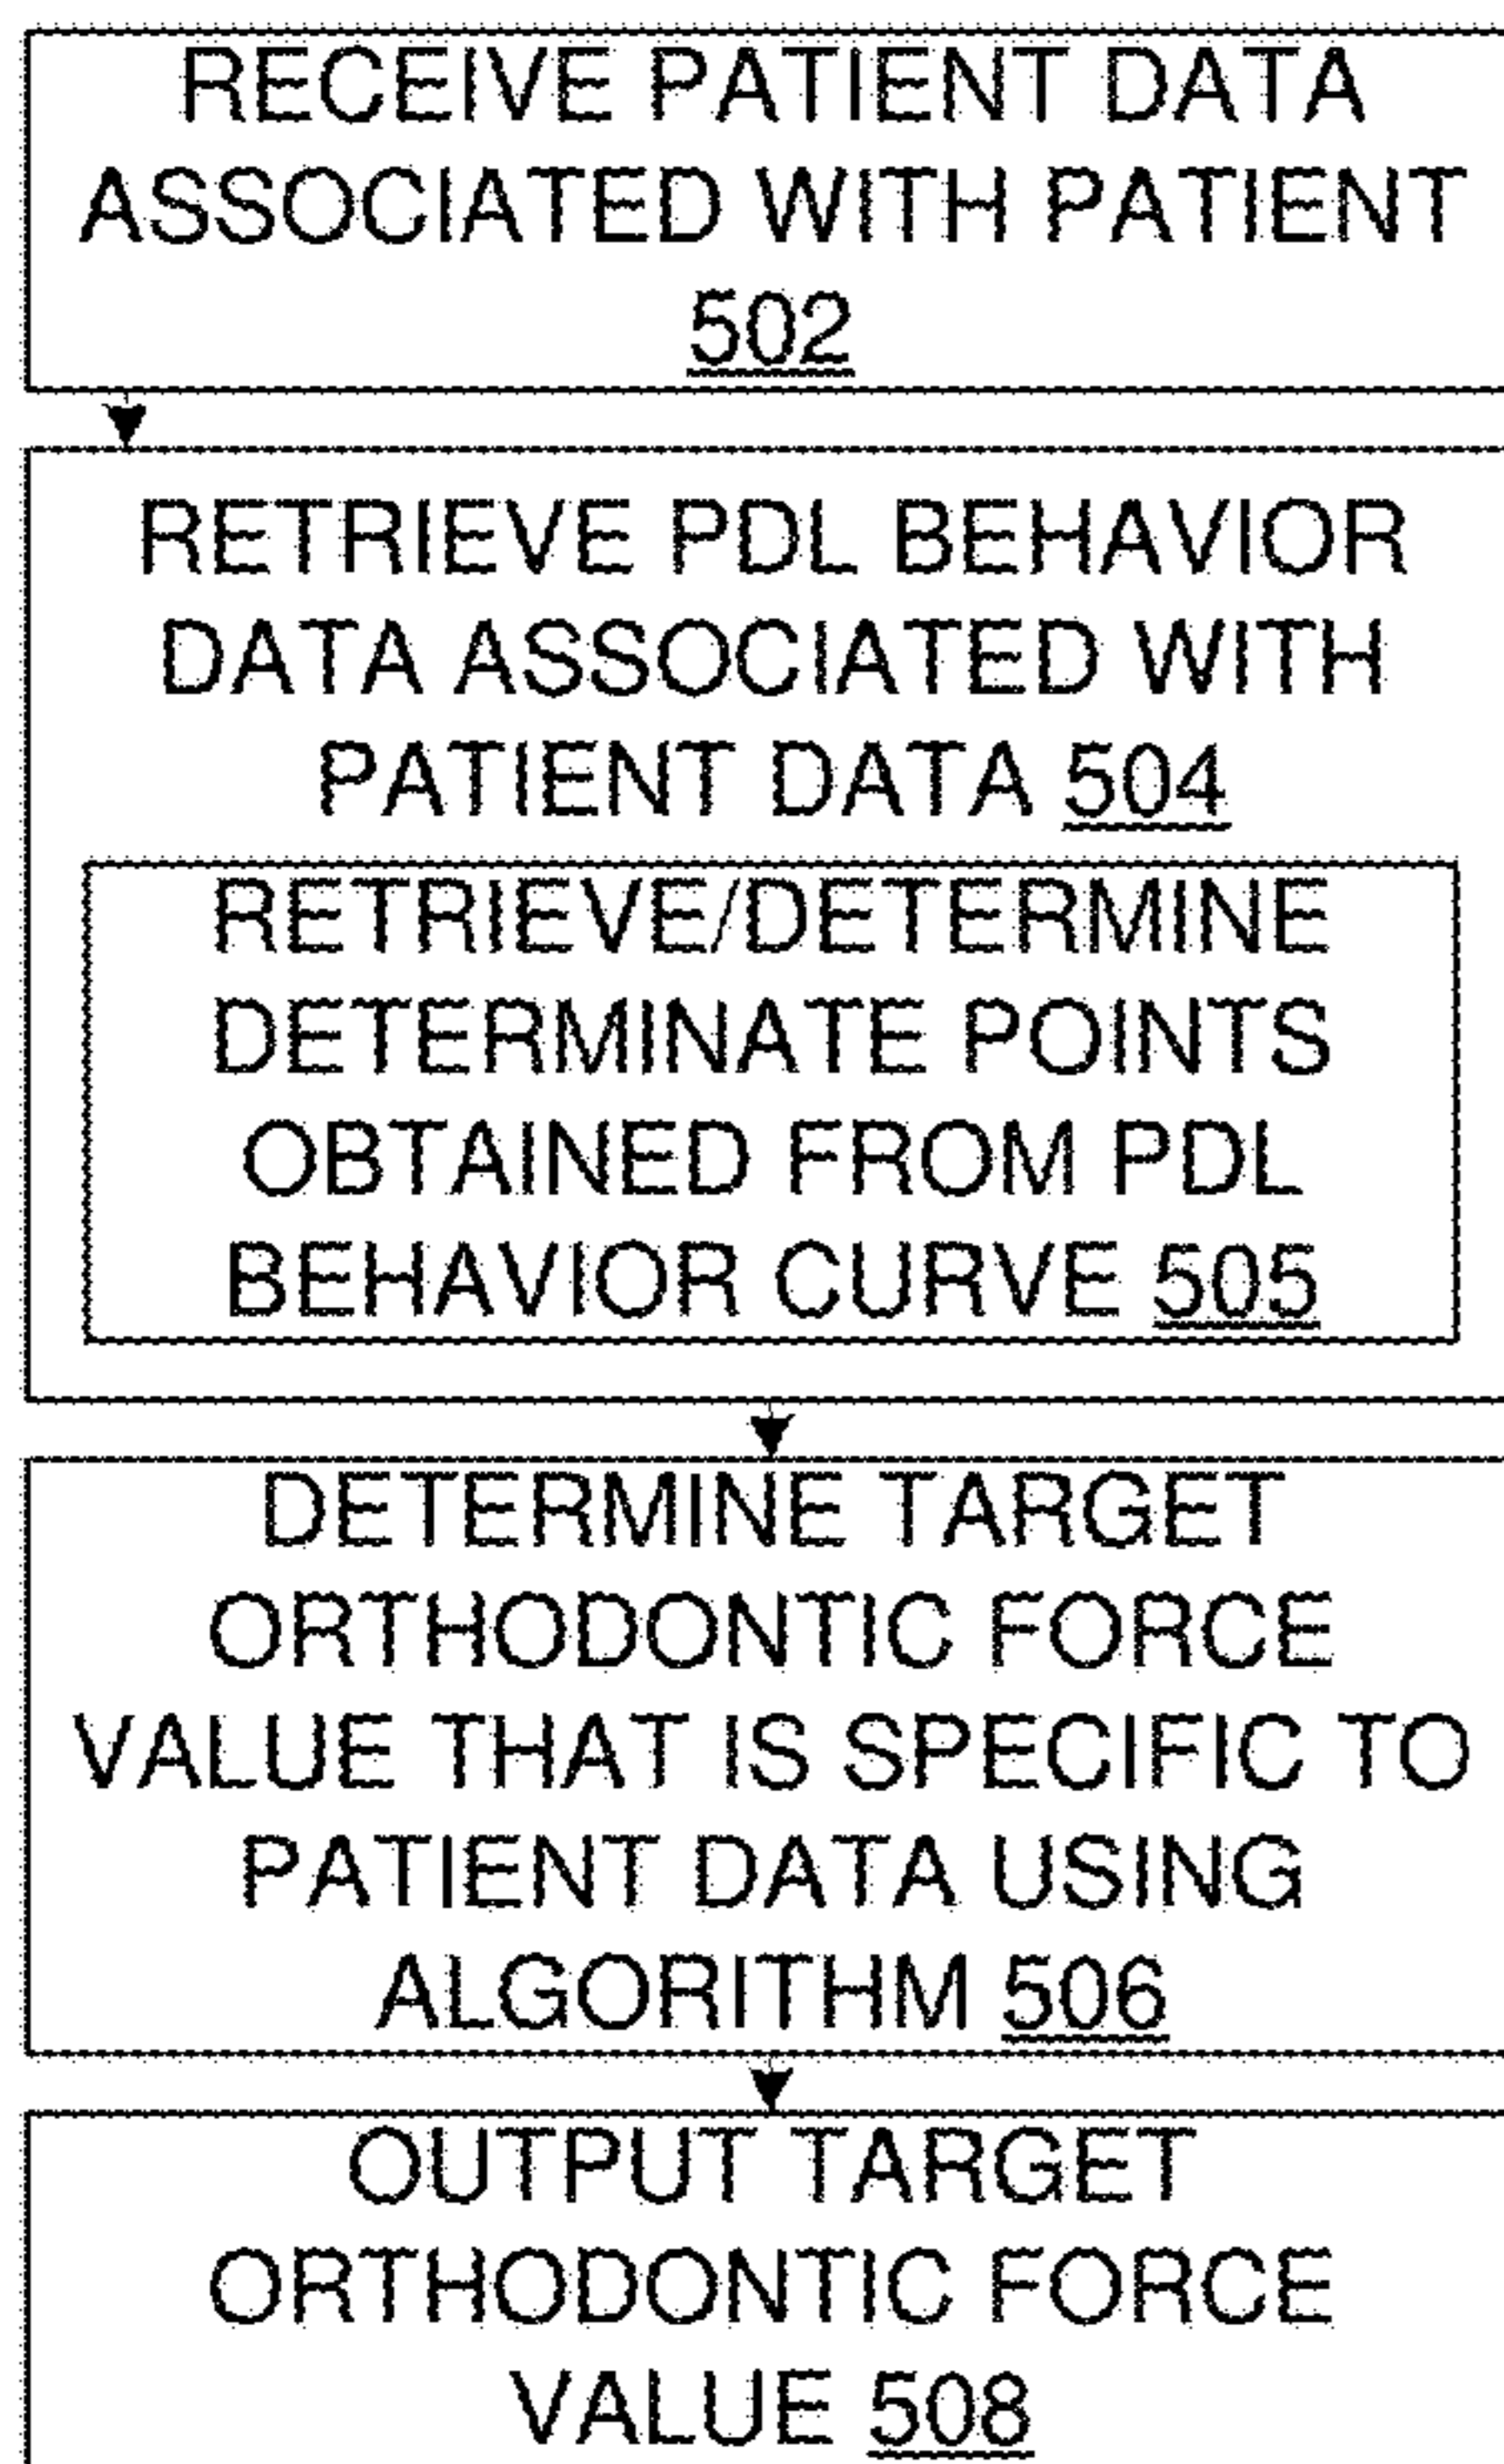 RECEIVE PATIENT DATA
ASSOCIATED WITH PATIENT
502
RETRIEVE PDL BEHAVIOR
DATA ASSOCIATED WITH
PATIENT DATA 504
RETRIEVE/DETERMINE
DETERMINATE POINTS
OBTAINED FROM PDL
BEHAVIOR CURVE 505
DETERMINE TARGET
ORTHODONTIC FORCE
VALUE THAT IS SPECIFIC TO
PATIENT DATA USING
ALGORITHM 506
OUTPUT TARGET
ORTHODONTIC FORCE
VALUE 508